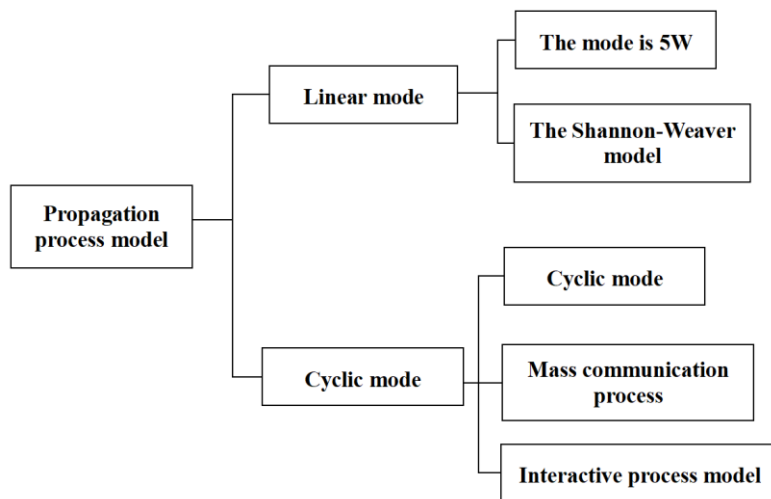 The mode is 5W
Linear mode
The Shannon-Weaver
model
Propagation
process model
Cyclic mode
Cyclic mode
Mass communication
process
Interactive process model